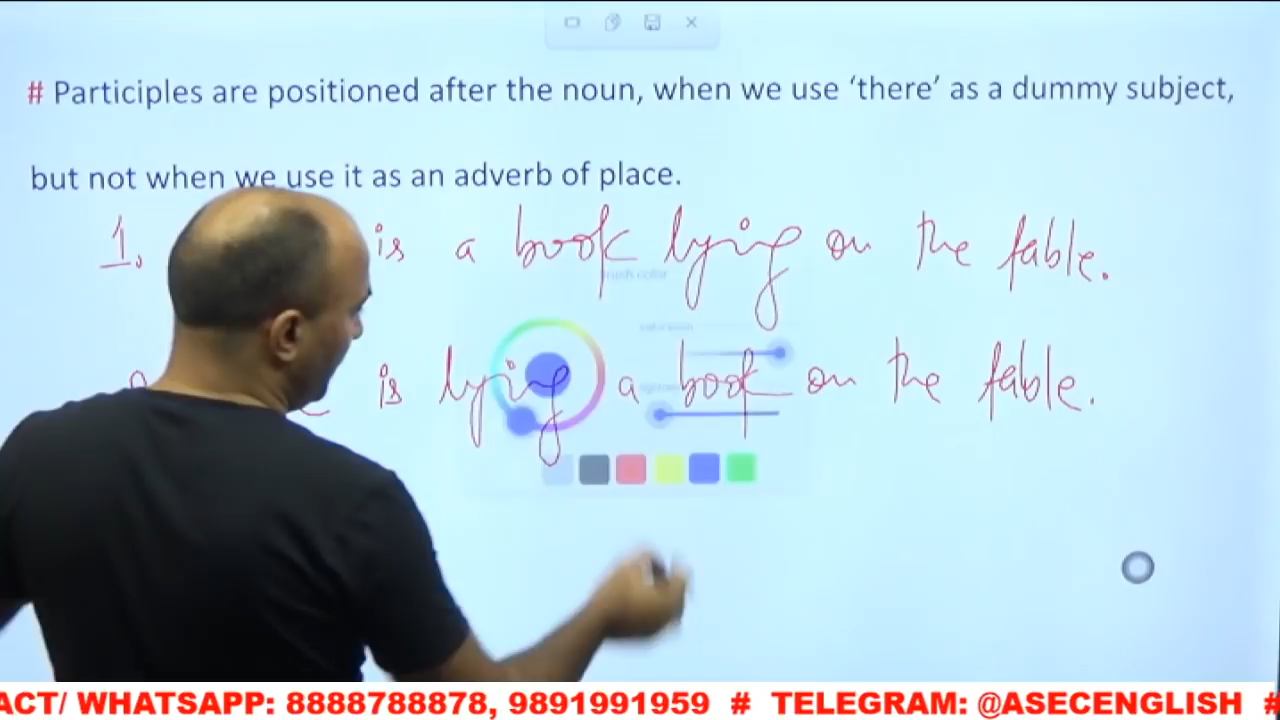 # Participles are positioned after the noun, when we use ‘there’ as a dummy subject,
but not when we use it as an adverb of place.
1. is a book lying on the table.
is lying a book on the table.
ACT/ WHATSAPP: 8888788878, 9891991959 # TELEGRAM: @ASECENGLISH #